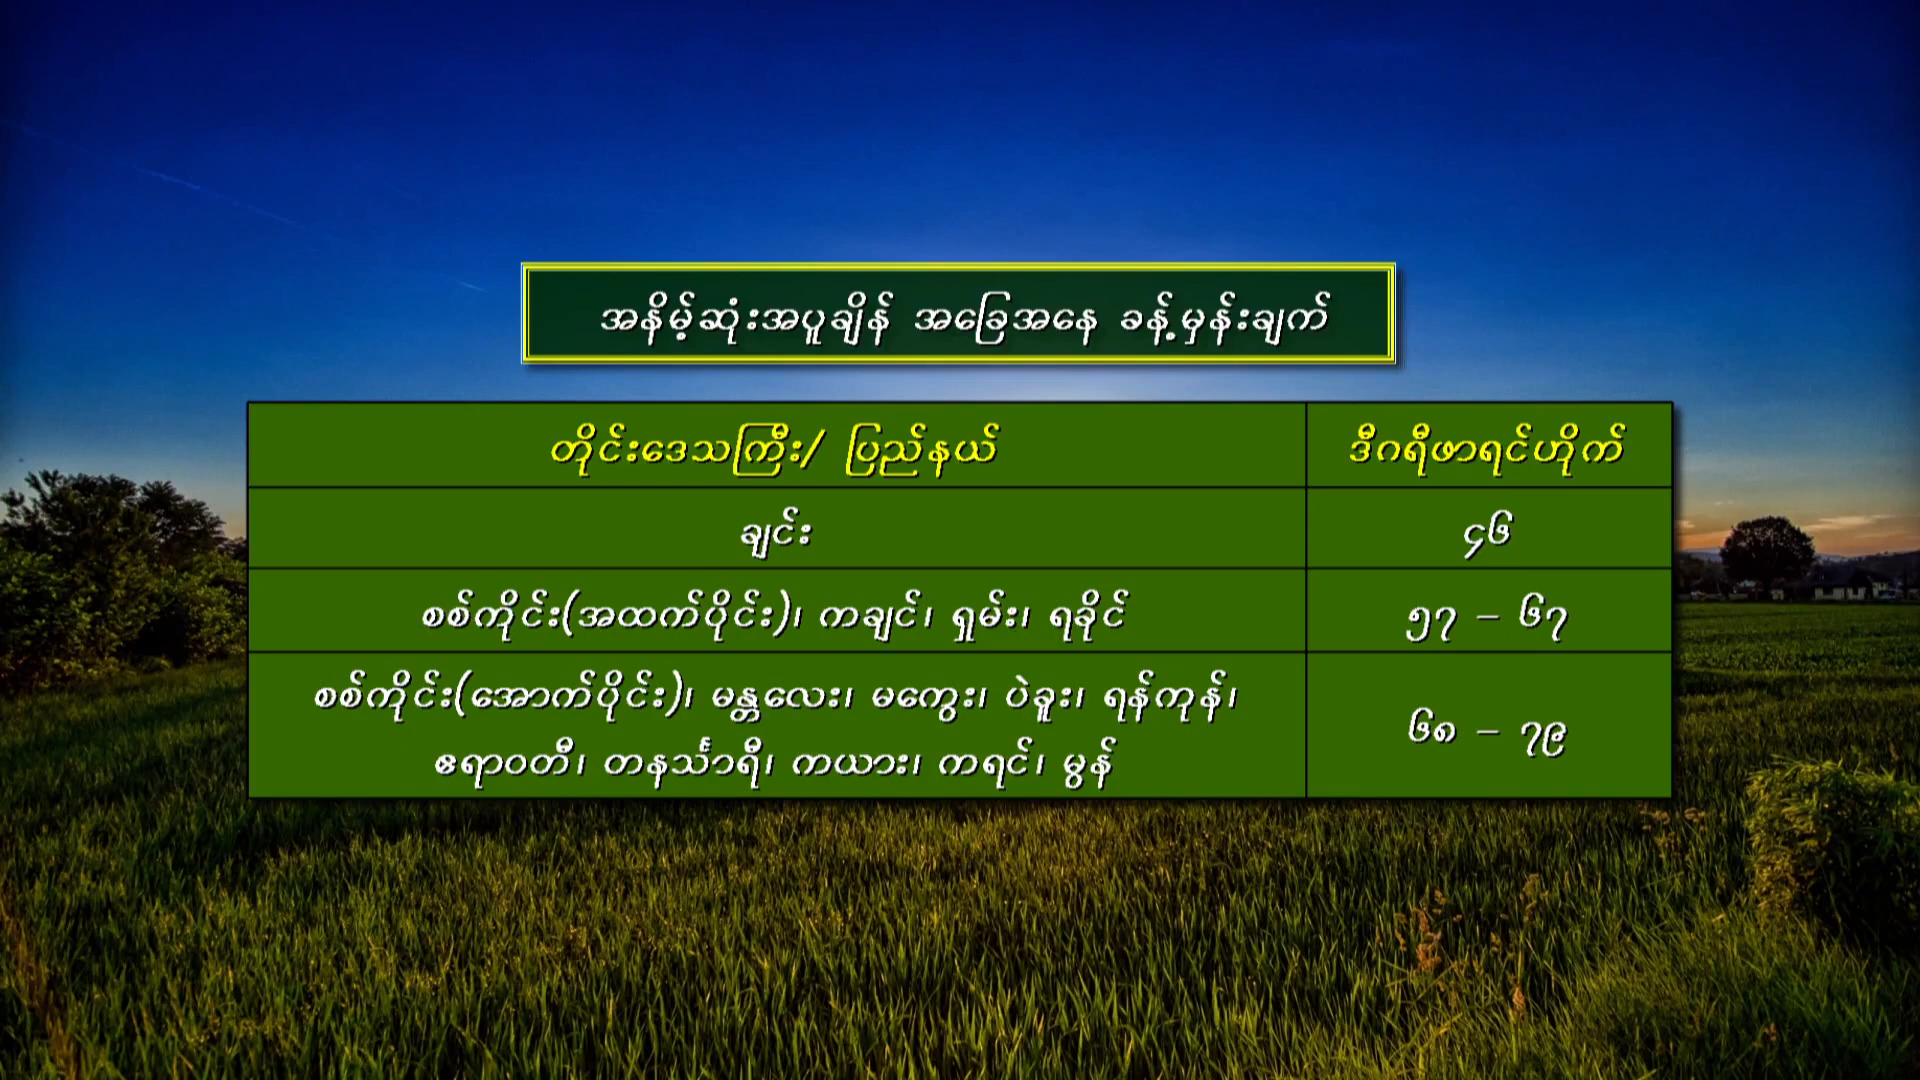 အနိမ့်ဆုံးအပူချိန် အခြေအနေ ခန့်မှန်းချက်
တိုင်းဒေသကြီး/ ပြည်နယ် ဒီဂရီဖာရင်ဟိုက်
ချင်း ၄၆
စစ်ကိုင်း(အထက်ပိုင်း)၊ ကချင်၊ ရှမ်း၊ ရခိုင် ၅၇ – ၆၇
စစ်ကိုင်း(အောက်ပိုင်း)၊ မန္တလေး၊ မကွေး၊ ပဲခူး၊ ရန်ကုန်၊
ဧရာဝတီ၊ တနင်္သာရီ၊ ကယား၊ ကရင်၊ မွန်
၆၈ – ၇၉